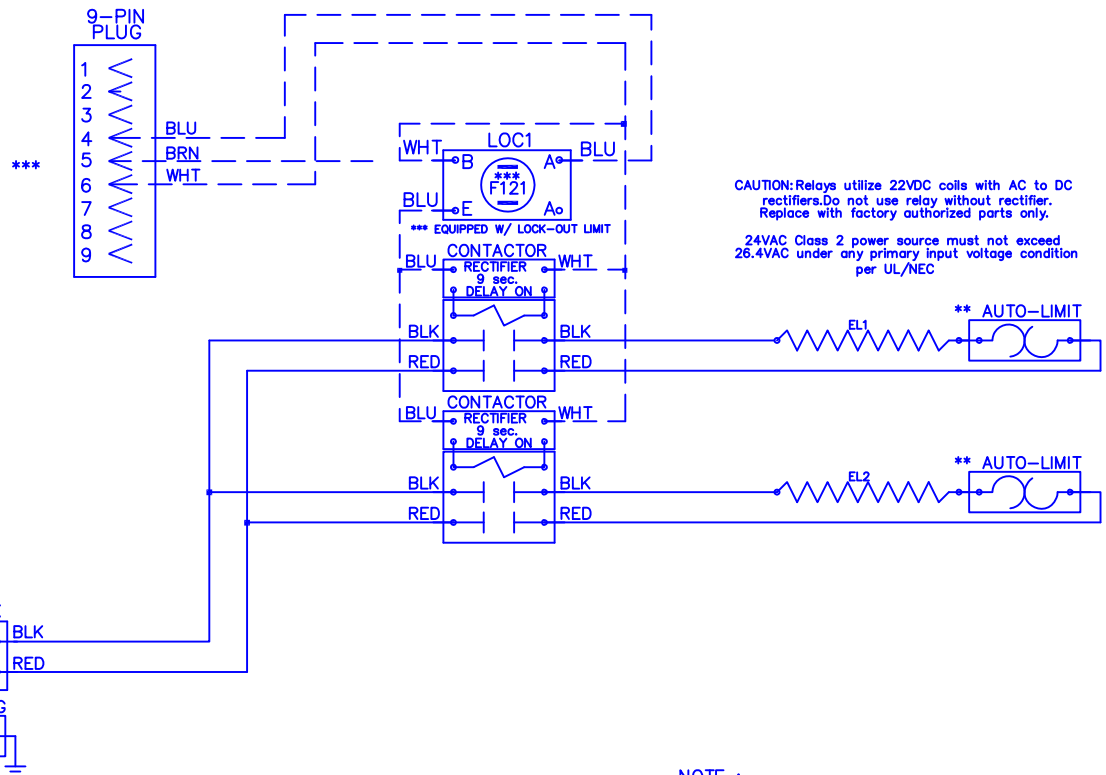 9-PIN
PLUG
1
2
3
4
5
6
7
8
9
***
BLU
BRN
WHT
WHT
LOC1
BLU
B
A
***
F121
BLU
E
A
*** EQUIPPED W/ LOCK-OUT LIMIT
CONTACTOR
BLU
RECTIFIER
WHT
9 sec.
DELAY ON
BLK
BLK
RED
RED
CONTACTOR
BLU
RECTIFIER
WHT
9 sec.
DELAY ON
BLK
BLK
RED
RED
CAUTION: Relays utilize 22VDC coils with AC to DC
rectifiers.Do not use relay without rectifier.
Replace with factory authorized parts only.
24VAC Class 2 power source must not exceed
26.4VAC under any primary input voltage condition
per UL/NEC
EL1
** AUTO-LIMIT
EL2
** AUTO-LIMIT
BLK
RED
G
NOTE :